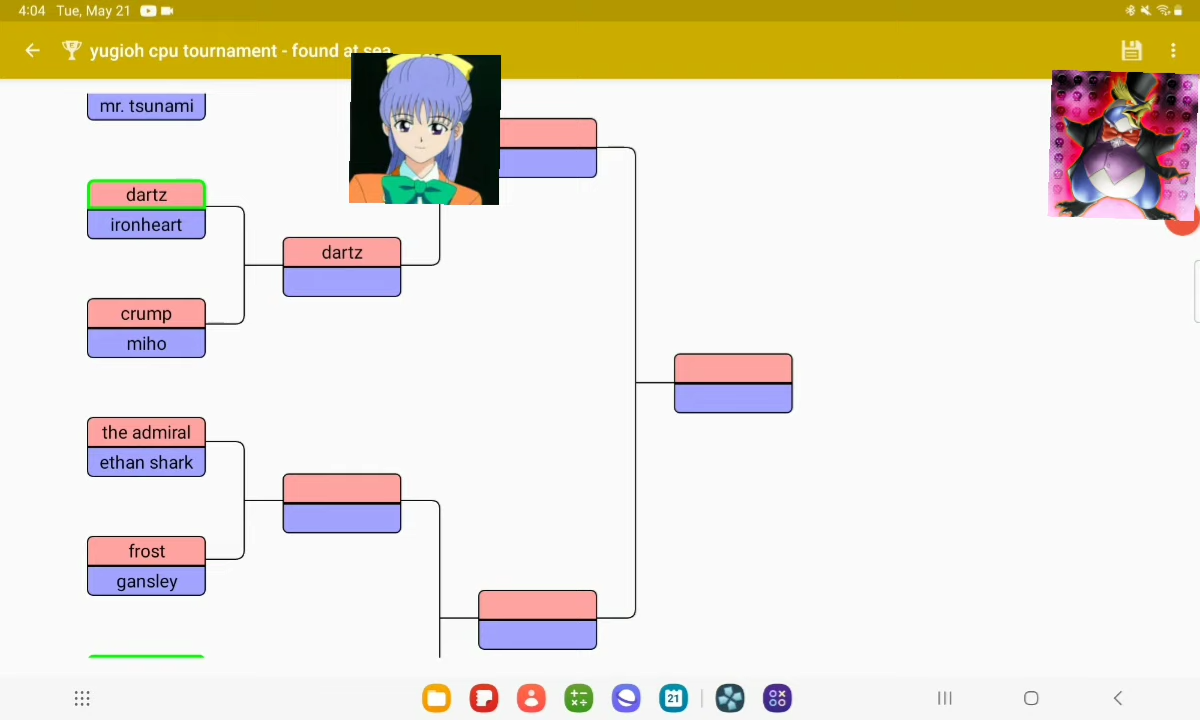 4:04 Tue, May 21
yugioh cpu tournament - found at sea
mr. tsunami
dartz
ironheart
dartz
crump
miho
the admiral
ethan shark
frost
gansley
21